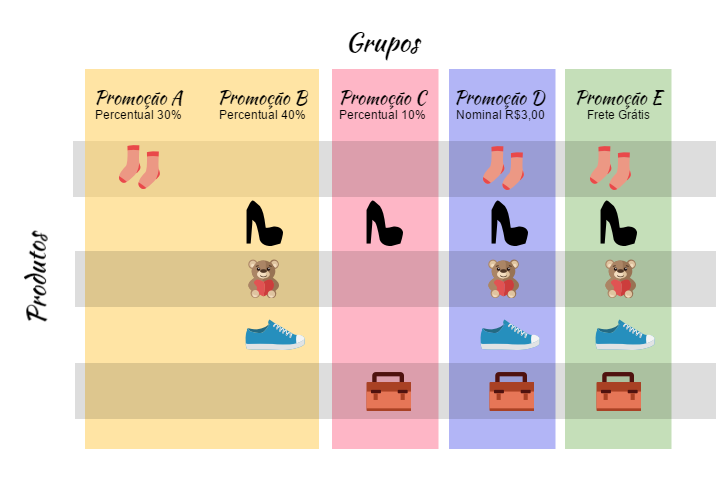 Grupos
Promoção A
Percentual 30%
Promoção B
Percentual 40%
Promoção C
Percentual 10%
Promoção D
Nominal R$3,00
Promoção E
Frete Grátis
Produtos